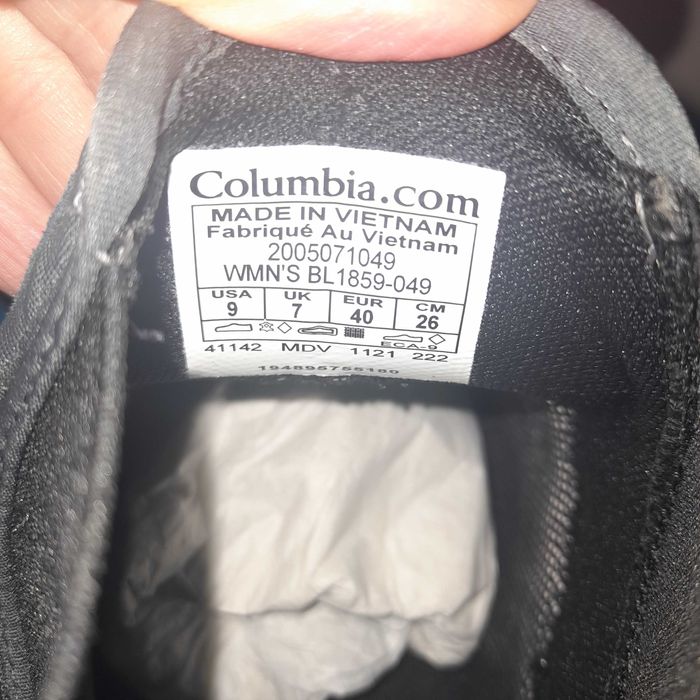 Columbia.com
MADE IN VIETNAM
Fabriqué Au Vietnam
2005071049
WMN'S BL1859-049
USA UK EUR CM
9 7 40 26
ECA-9
41142 MDV 1121 222
194895755180